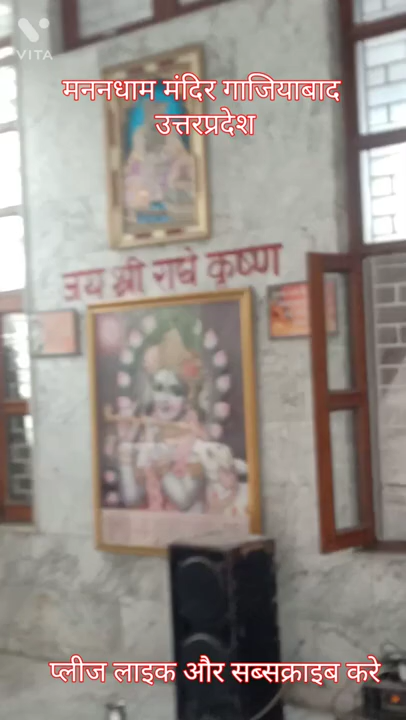 VITA
मननधाम मंदिर गाजियाबाद
उत्तरप्रदेश
जय श्री राधे कृष्ण
प्लीज लाइक और सब्सक्राइब करे